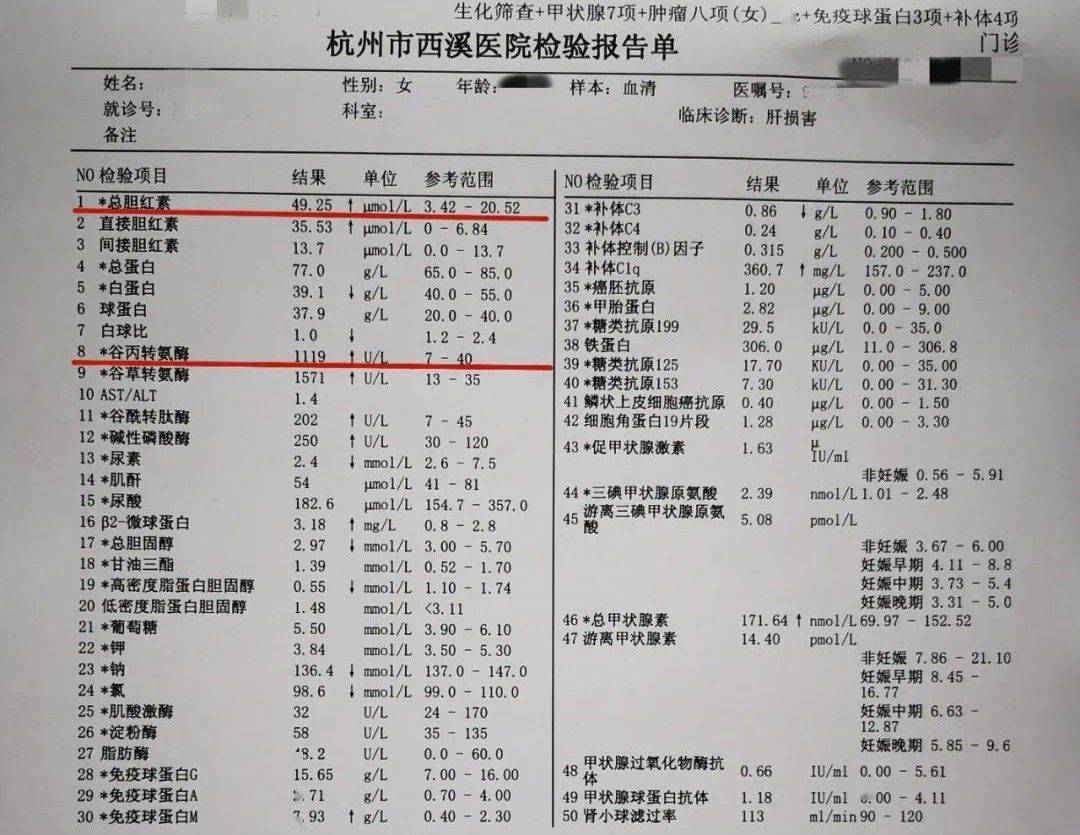 生化筛查+甲状腺7项+肿瘤八项(女)_ +免疫球蛋白3项+补体4项
杭州市西溪医院检验报告单
门诊
姓名:
性别: 女
年龄:
样本: 血清
医嘱号:
就诊号:
科室:
临床诊断: 肝损害
备注
NO 检验项目 结果 单位 参考范围
1 *总胆红素 49.25 ↑ μmol/L 3.42 - 20.52
2 直接胆红素 35.53 ↑ μmol/L 0 - 6.84
3 间接胆红素 13.7 μmol/L 0.0 - 13.7
4 *总蛋白 77.0 g/L 65.0 - 85.0
5 *白蛋白 39.1 ↓ g/L 40.0 - 55.0
6 球蛋白 37.9 g/L 20.0 - 40.0
7 白球比 1.0 ↓ 1.2 - 2.4
8 *谷丙转氨酶 1119 ↑ U/L 7 - 40
9 *谷草转氨酶 1571 ↑ U/L 13 - 35
10 AST/ALT 1.4
11 *谷酰转肽酶 202 ↑ U/L 7 - 45
12 *碱性磷酸酶 250 ↑ U/L 30 - 120
13 *尿素 2.4 ↓ mmol/L 2.6 - 7.5
14 *肌酐 54 μmol/L 41 - 81
15 *尿酸 182.6 μmol/L 154.7 - 357.0
16 β2-微球蛋白 3.18 ↑ mg/L 0.8 - 2.8
17 *总胆固醇 2.97 ↓ mmol/L 3.00 - 5.70
18 *甘油三酯 1.39 mmol/L 0.52 - 1.70
19 *高密度脂蛋白胆固醇 0.55 ↓ mmol/L 1.10 - 1.74
20 低密度脂蛋白胆固醇 1.48 mmol/L <3.11
21 *葡萄糖 5.50 mmol/L 3.90 - 6.10
22 *钾 3.84 mmol/L 3.50 - 5.30
23 *钠 136.4 ↓ mmol/L 137.0 - 147.0
24 *氯 98.6 ↓ mmol/L 99.0 - 110.0
25 *肌酸激酶 32 U/L 24 - 170
26 *淀粉酶 58 U/L 35 - 135
27 脂肪酶 8.2 U/L 0.0 - 60.0
28 *免疫球蛋白G 15.65 g/L 7.00 - 16.00
29 *免疫球蛋白A .71 g/L 0.70 - 4.00
30 *免疫球蛋白M .93 ↑ g/L 0.40 - 2.30
NO 检验项目 结果 单位 参考范围
31 *补体C3 0.86 ↓ g/L 0.90 - 1.80
32 *补体C4 0.24 g/L 0.10 - 0.40
33 补体控制(B)因子 0.315 g/L 0.200 - 0.500
34 补体C1q 360.7 ↑ mg/L 157.0 - 237.0
35 *癌胚抗原 1.20 μg/L 0.00 - 5.00
36 *甲胎蛋白 2.82 μg/L 0.00 - 9.00
37 *糖类抗原199 29.5 kU/L 0.0 - 35.0
38 铁蛋白 306.0 μg/L 11.0 - 306.8
39 *糖类抗原125 17.70 KU/L 0.00 - 35.00
40 *糖类抗原153 7.30 kU/L 0.00 - 31.30
41 鳞状上皮细胞癌抗原 0.40 μg/L 0.00 - 1.50
42 细胞角蛋白19片段 1.28 μg/L 0.00 - 3.30
43 *促甲状腺激素 1.63 μ
IU/ml
非妊娠 0.56 - 5.91
44 *三碘甲状腺原氨酸 2.39 nmol/L 1.01 - 2.48
45 游离三碘甲状腺原氨
酸 5.08 pmol/L
非妊娠 3.67 - 6.00
妊娠早期 4.11 - 8.8
妊娠中期 3.73 - 5.4
妊娠晚期 3.31 - 5.0
46 *总甲状腺素 171.64 ↑ nmol/L 69.97 - 152.52
47 游离甲状腺素 14.40 pmol/L
非妊娠 7.86 - 21.10
妊娠早期 8.45 -
16.77
妊娠中期 6.63 -
12.87
妊娠晚期 5.85 - 9.6
48 甲状腺过氧化物酶抗
体 0.66 IU/ml 0.00 - 5.61
49 甲状腺球蛋白抗体 1.18 IU/ml 0.00 - 4.11
50 肾小球滤过率 113 ml/min 90 - 120